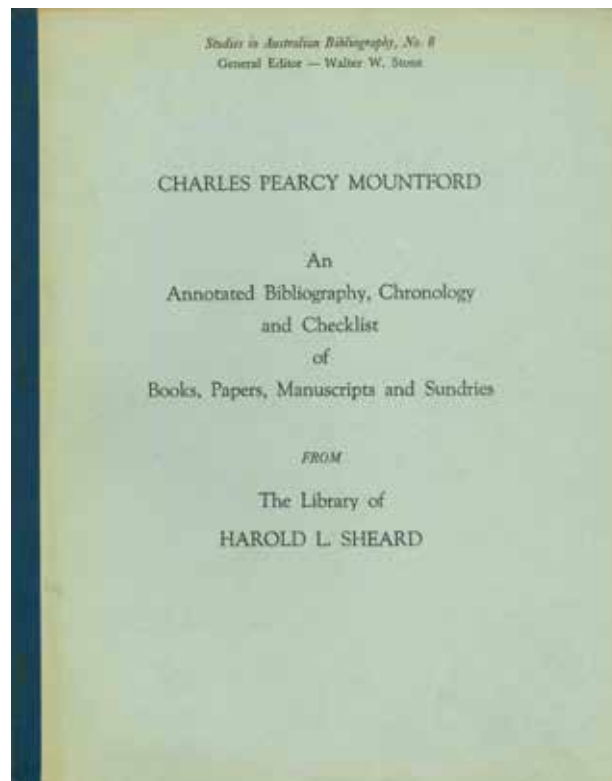 Studies in Australian Bibliography, No. 8
General Editor — Walter W. Stone
CHARLES PEARCY MOUNTFORD
An
Annotated Bibliography, Chronology
and Checklist
of
Books, Papers, Manuscripts and Sundries
FROM
The Library of
HAROLD L. SHEARD